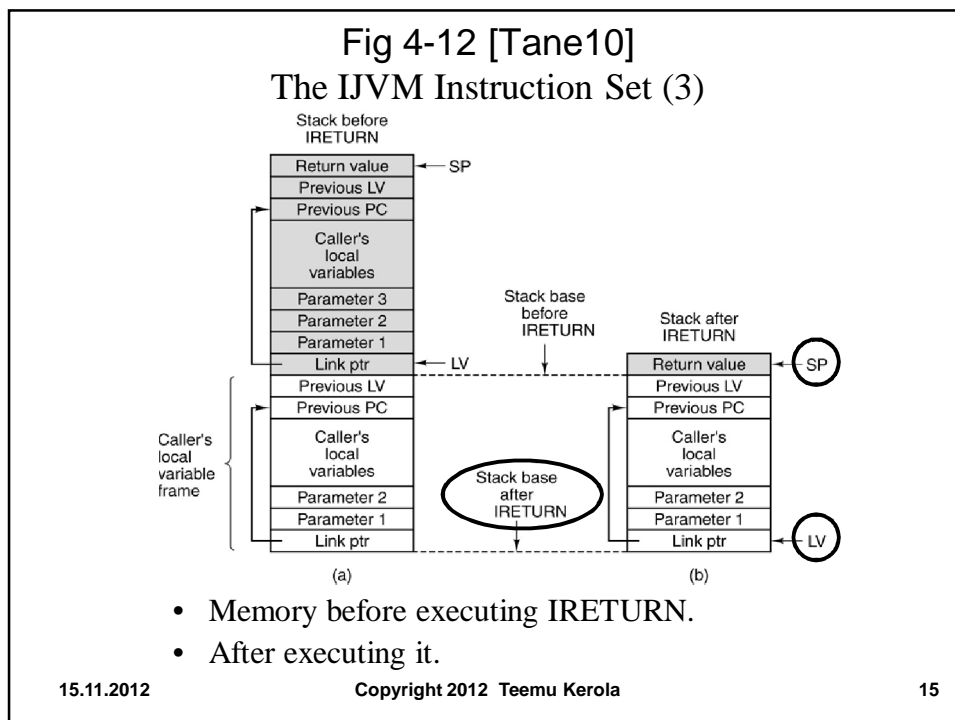 Fig 4-12 [Tane10]
The IJVM Instruction Set (3)
Stack before
IRETURN
Return value
SP
Previous LV
Previous PC
Caller's
local
variables
Parameter 3
Parameter 2
Parameter 1
Link ptr
LV
Previous LV
Previous PC
Caller's
local
variables
Parameter 2
Parameter 1
Link ptr
Caller's
local
variable
frame
(a)
Stack base
before
IRETURN
Stack base
after
IRETURN
Stack after
IRETURN
Return value
SP
Previous LV
Previous PC
Caller's
local
variables
Parameter 2
Parameter 1
Link ptr
LV
(b)
• Memory before executing IRETURN.
• After executing it.
15.11.2012 Copyright 2012 Teemu Kerola 15